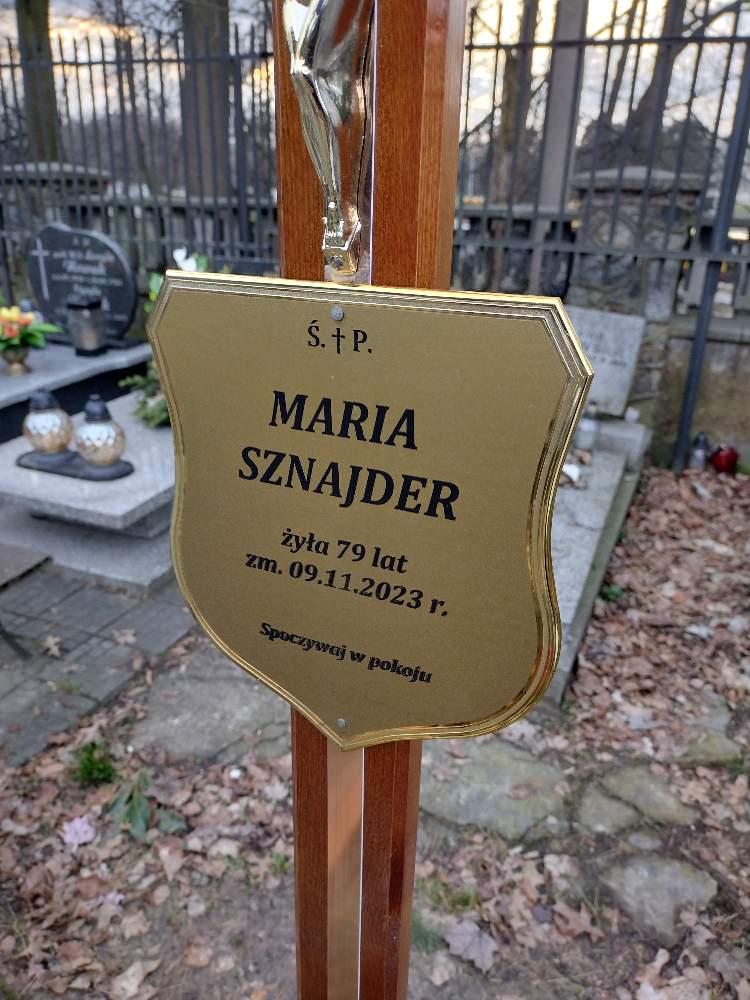 Ś.†P.
MARIA
SZNAJDER
żyła 79 lat
zm. 09.11.2023 r.
Spoczywaj w pokoju